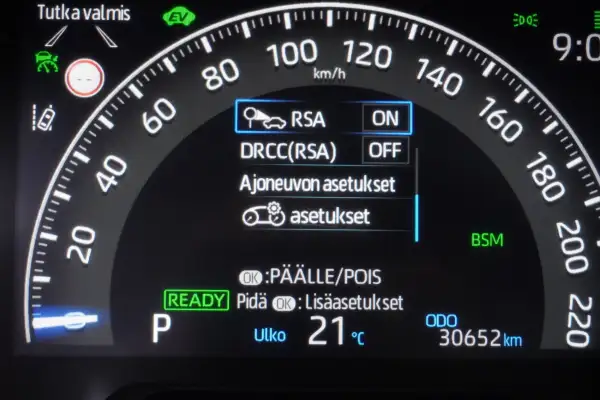 Tutka valmis
EV
9:0
100
120
80
km/h
140
60
RSA ON
160
DRCC(RSA) OFF
40
Ajoneuvon asetukset
180
asetukset
20
BSM
200
OK:PÄÄLLE/POIS
READY
Pidä OK: Lisäasetukset
220
P
Ulko 21 °C
ODO
30652 km